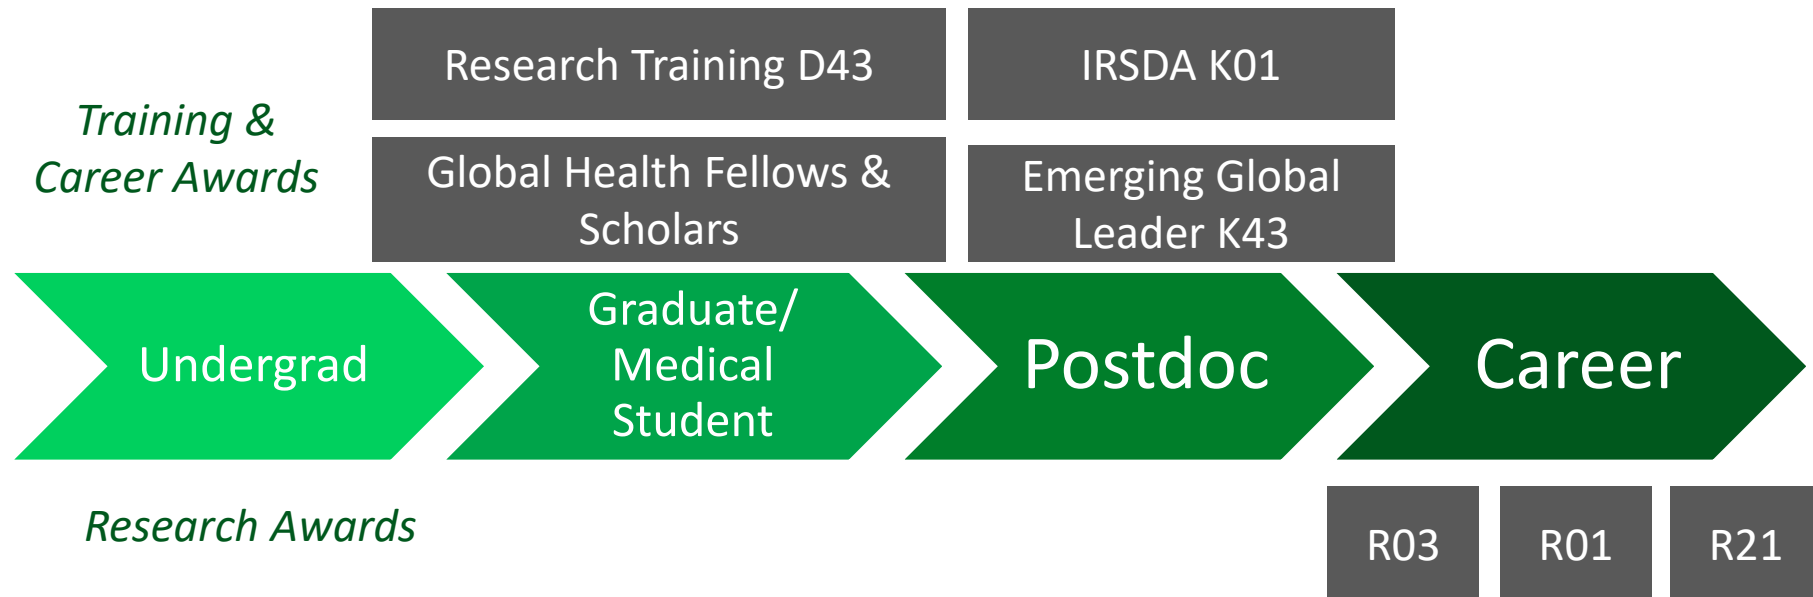 Research Training D43
IRSDA K01
Training &
Career Awards
Global Health Fellows &
Scholars
Emerging Global
Leader K43
Undergrad
Graduate/
Medical
Student
Postdoc
Career
Research Awards
R03
R01
R21